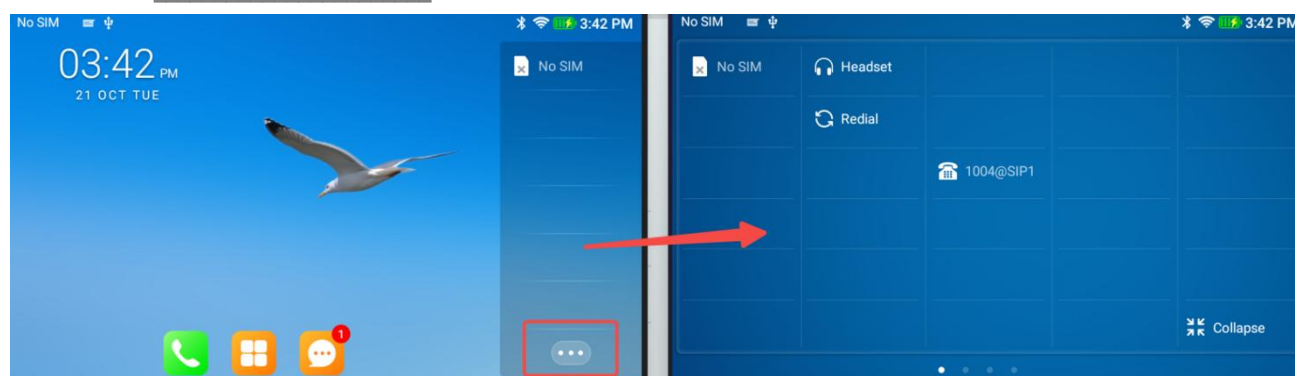 No SIM 3:42 PM
03:42 PM
21 OCT TUE
No SIM
1
No SIM 3:42 PM
No SIM Headset
Redial
1004@SIP1
Collapse